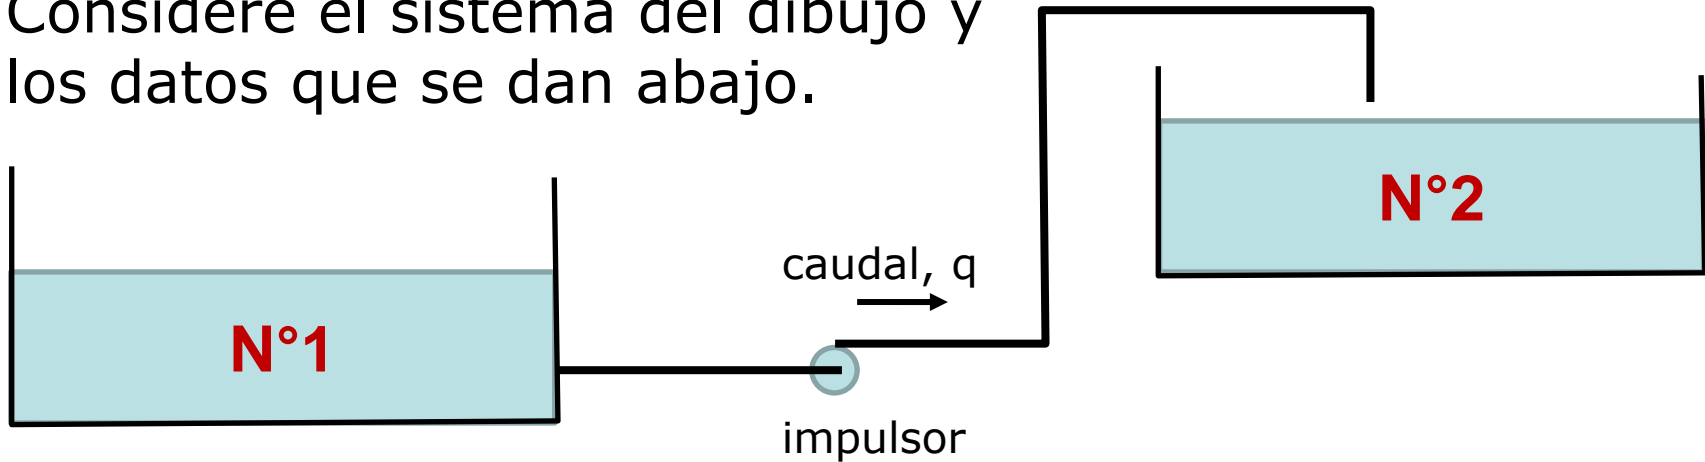 Considere el sistema del dibujo y
los datos que se dan abajo.
N°2
caudal, q
N°1
impulsor